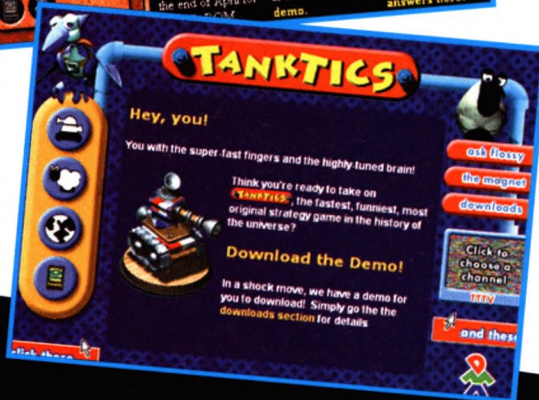 the end of April for
demo.
answers here.
TANKTICS
Hey, you!
You with the super-fast fingers and the highly-tuned brain!
Think you're ready to take on
TANKTICS, the fastest, funniest, most
original strategy game in the history of
the universe?
Download the Demo!
In a shock move, we have a demo for
you to download! Simply go the the
downloads section for details
ask flossy
the magnet
downloads
Click to
choose a
channel
TTTV
and these
click these